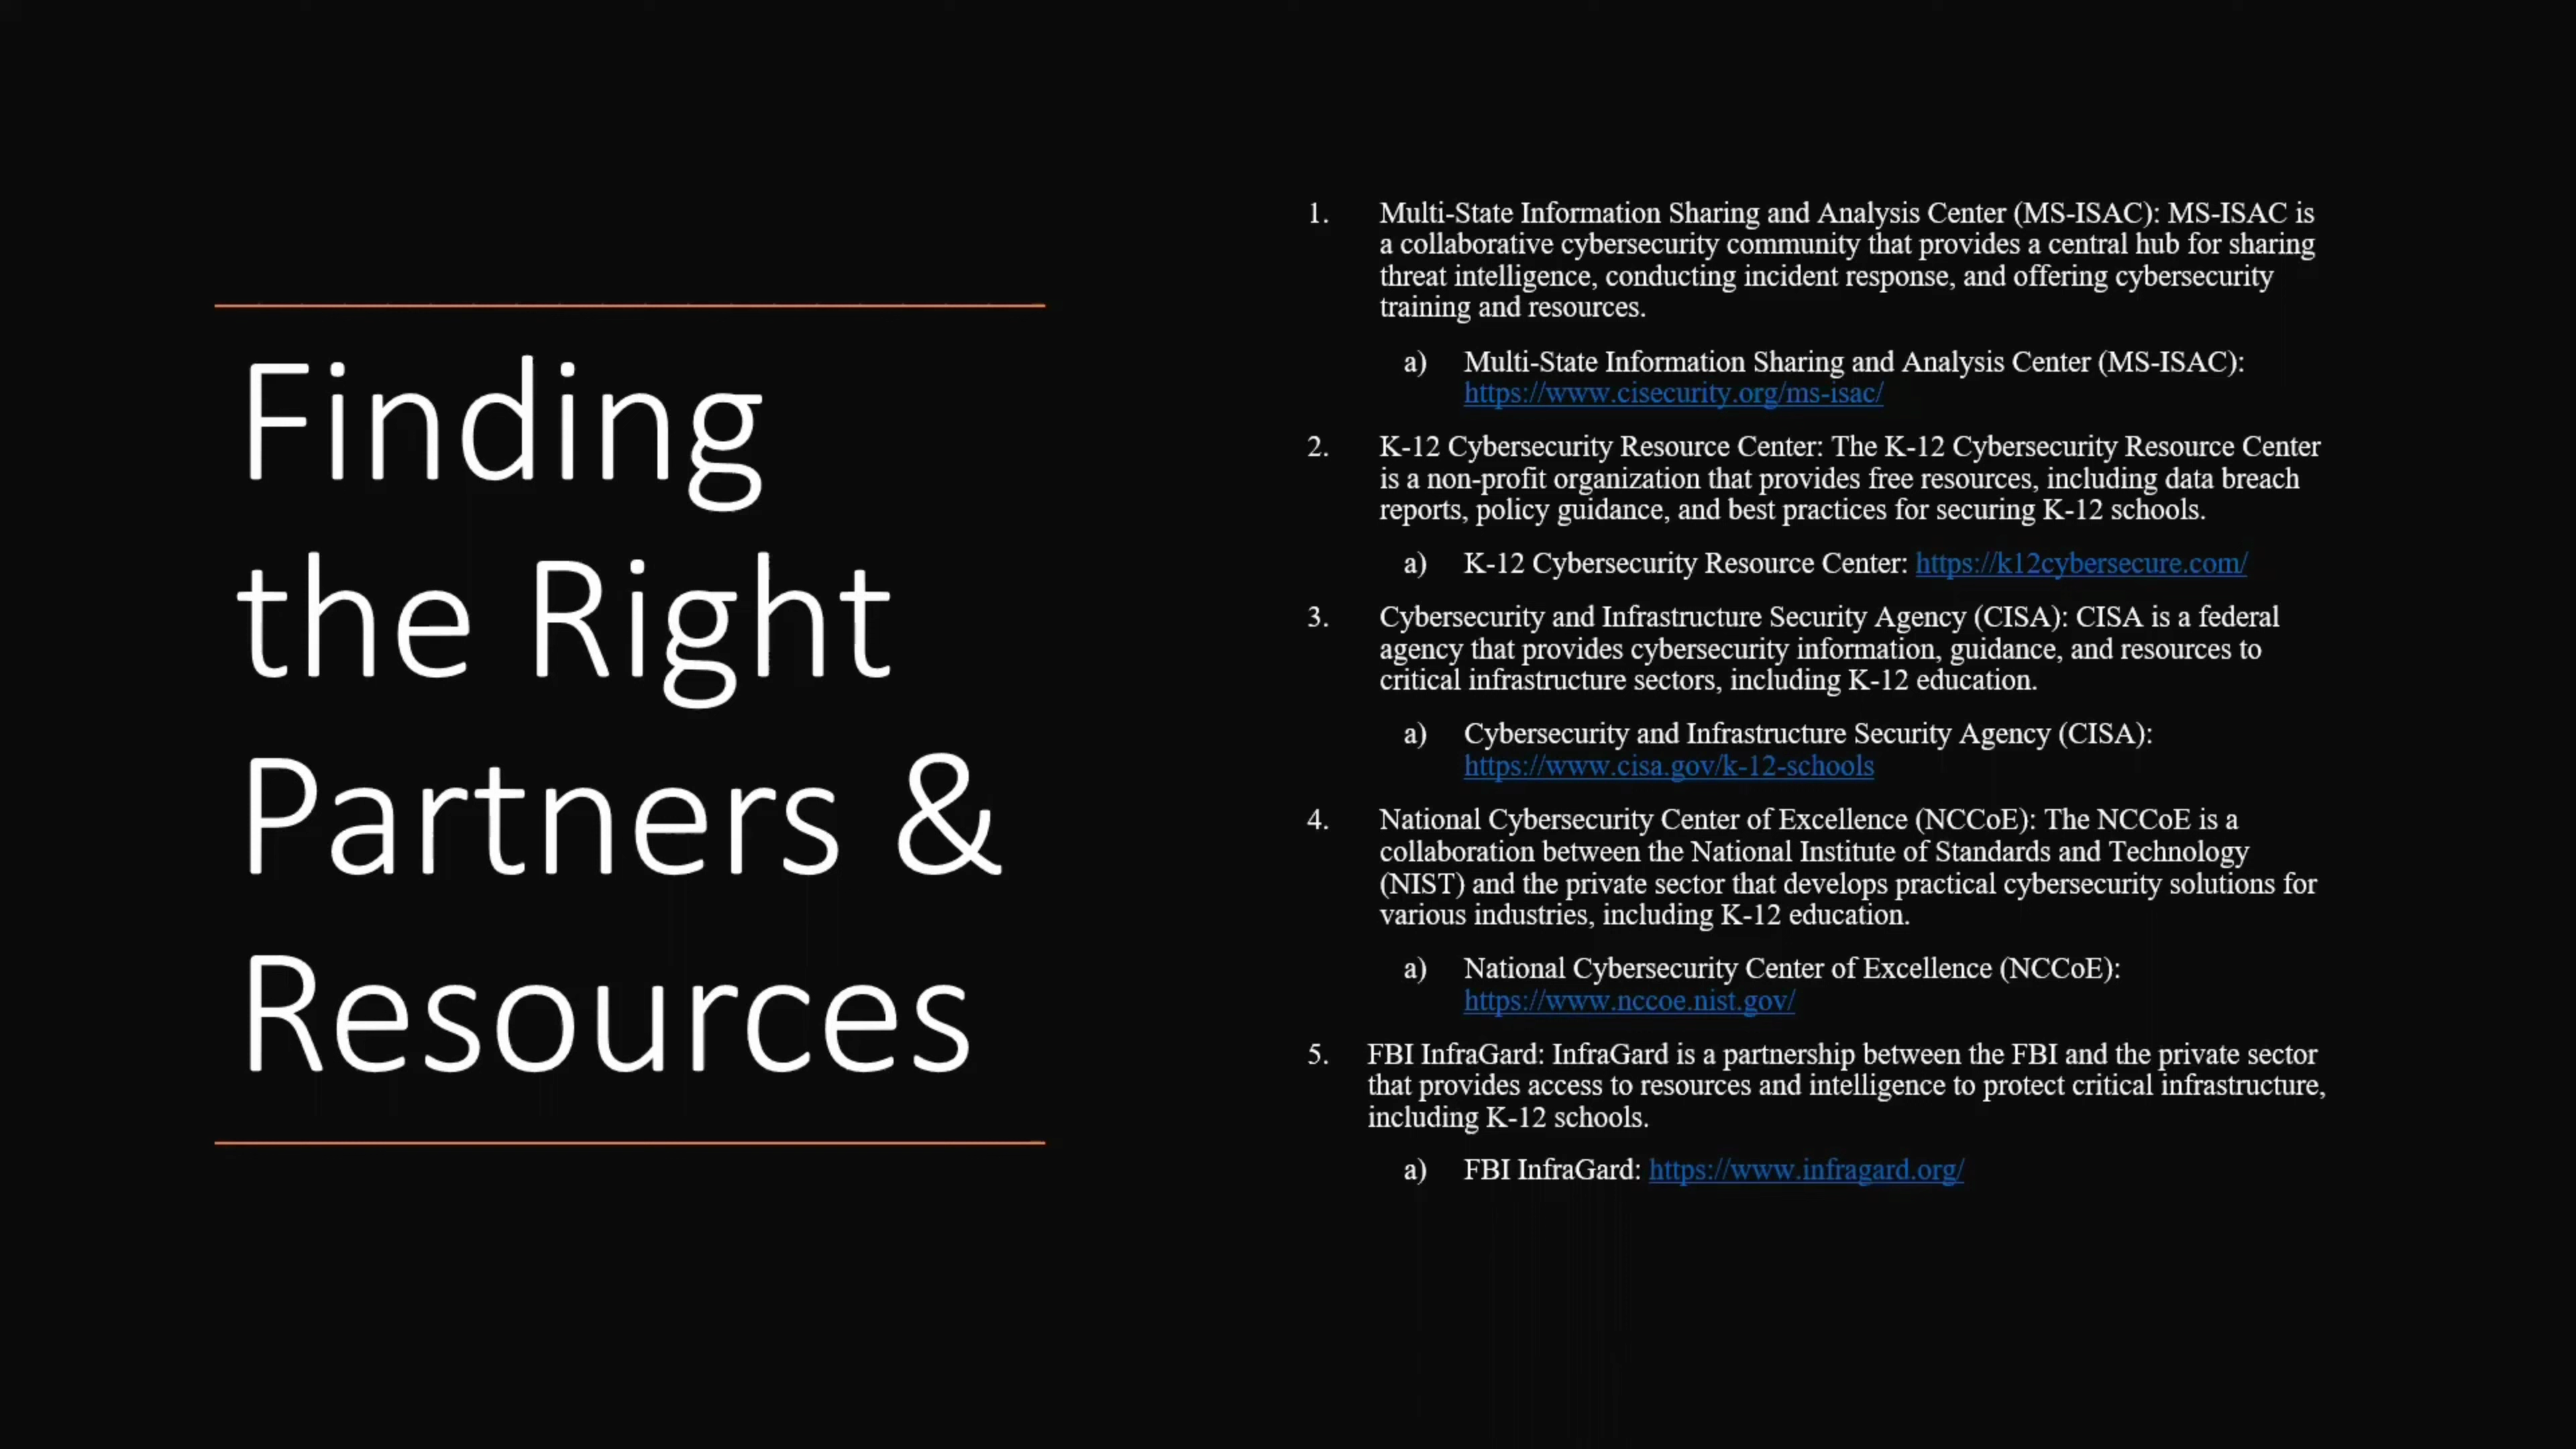 Finding
the Right
Partners &
Resources
1. Multi-State Information Sharing and Analysis Center (MS-ISAC): MS-ISAC is
a collaborative cybersecurity community that provides a central hub for sharing
threat intelligence, conducting incident response, and offering cybersecurity
training and resources.
a) Multi-State Information Sharing and Analysis Center (MS-ISAC):
https://www.cisecurity.org/ms-isac/
2. K-12 Cybersecurity Resource Center: The K-12 Cybersecurity Resource Center
is a non-profit organization that provides free resources, including data breach
reports, policy guidance, and best practices for securing K-12 schools.
a) K-12 Cybersecurity Resource Center: https://k12cybersecure.com/
3. Cybersecurity and Infrastructure Security Agency (CISA): CISA is a federal
agency that provides cybersecurity information, guidance, and resources to
critical infrastructure sectors, including K-12 education.
a) Cybersecurity and Infrastructure Security Agency (CISA):
https://www.cisa.gov/k-12-schools
4. National Cybersecurity Center of Excellence (NCCoE): The NCCoE is a
collaboration between the National Institute of Standards and Technology
(NIST) and the private sector that develops practical cybersecurity solutions for
various industries, including K-12 education.
a) National Cybersecurity Center of Excellence (NCCoE):
https://www.nccoe.nist.gov/
5. FBI InfraGard: InfraGard is a partnership between the FBI and the private sector
that provides access to resources and intelligence to protect critical infrastructure,
including K-12 schools.
a) FBI InfraGard: https://www.infragard.org/